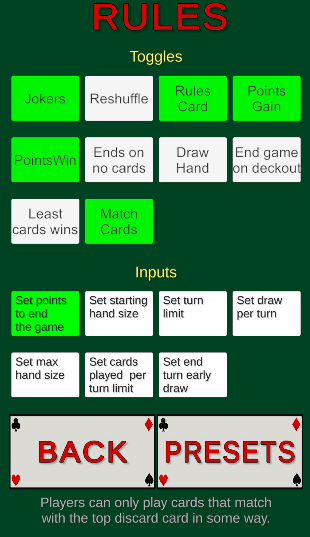 RULES
Toggles
Jokers
Reshuffle
Rules
Card
Points
Gain
PointsWin
Ends on
no cards
Draw
Hand
End game
on deckout
Least
cards wins
Match
Cards
Inputs
Set points
to end
the game
Set starting
hand size
Set turn
limit
Set draw
per turn
Set max
hand size
Set cards
played per
turn limit
Set end
turn early
draw
BACK
PRESETS
Players can only play cards that match
with the top discard card in some way.